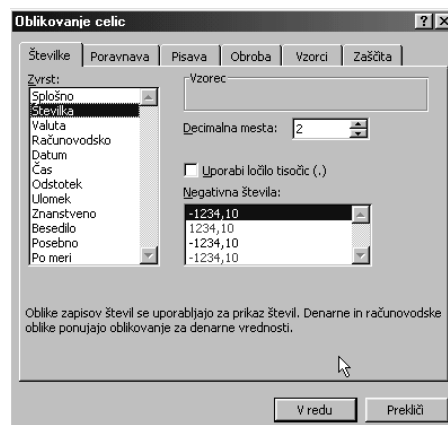 Oblikovanje celic
Številke Poravnava Pisava Obroba Vzorci Zaščita
Zvrst:
Splošno
Številka
Valuta
Računovodsko
Datum
Čas
Odstotek
Ulomek
Znanstveno
Besedilo
Posebno
Po meri
Vzorec
Decimalna mesta: 2
Uporabi ločilo tisočic (.)
Negativna števila:
-1234,10
1234,10
-1234,10
-1234,10
Oblike zapisov števil se uporabljajo za prikaz števil. Denarne in računovodske
oblike ponujajo oblikovanje za denarne vrednosti.
V redu Prekliči